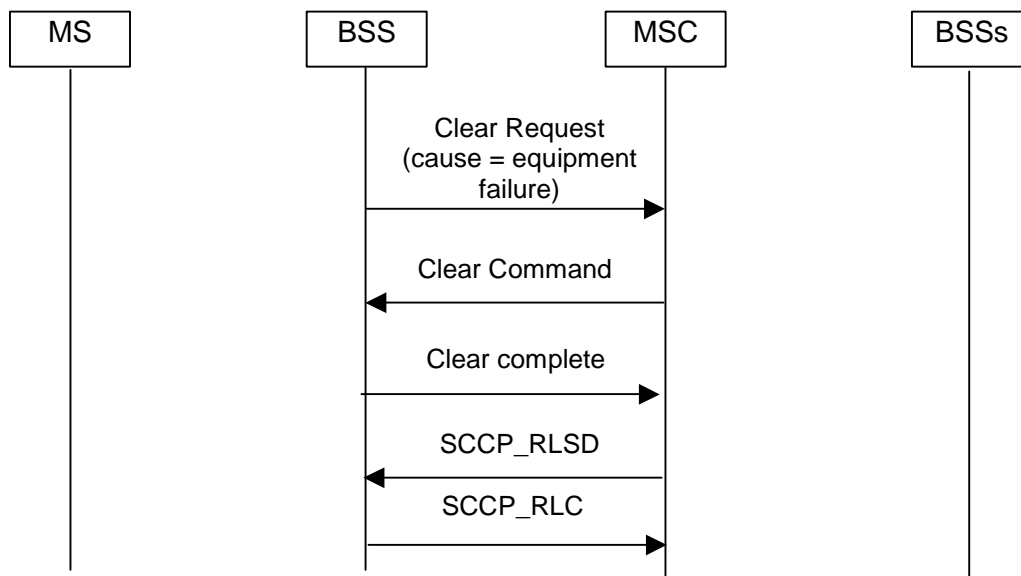 MS
BSS
MSC
BSSs
Clear Request
(cause = equipment
failure)
Clear Command
Clear complete
SCCP_RLSD
SCCP_RLC